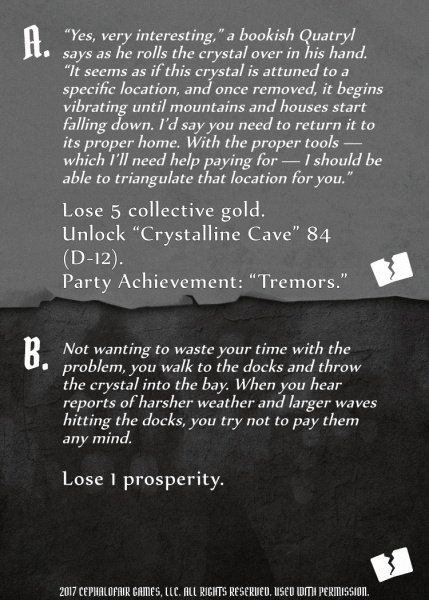 A.
“Yes, very interesting,” a bookish Quatryl
says as he rolls the crystal over in his hand.
“It seems as if this crystal is attuned to a
specific location, and once removed, it begins
vibrating until mountains and houses start
falling down. I’d say you need to return it to
its proper home. With the proper tools —
which I’ll need help paying for — I should be
able to triangulate that location for you.”
Lose 5 collective gold.
Unlock “Crystalline Cave” 84
(D-12).
Party Achievement: “Tremors.”
B.
Not wanting to waste your time with the
problem, you walk to the docks and throw
the crystal into the bay. When you hear
reports of harsher weather and larger waves
hitting the docks, you try not to pay them
any mind.
Lose 1 prosperity.
2017 CEPHALOFAIR GAMES, LLC. ALL RIGHTS RESERVED. USED WITH PERMISSION.